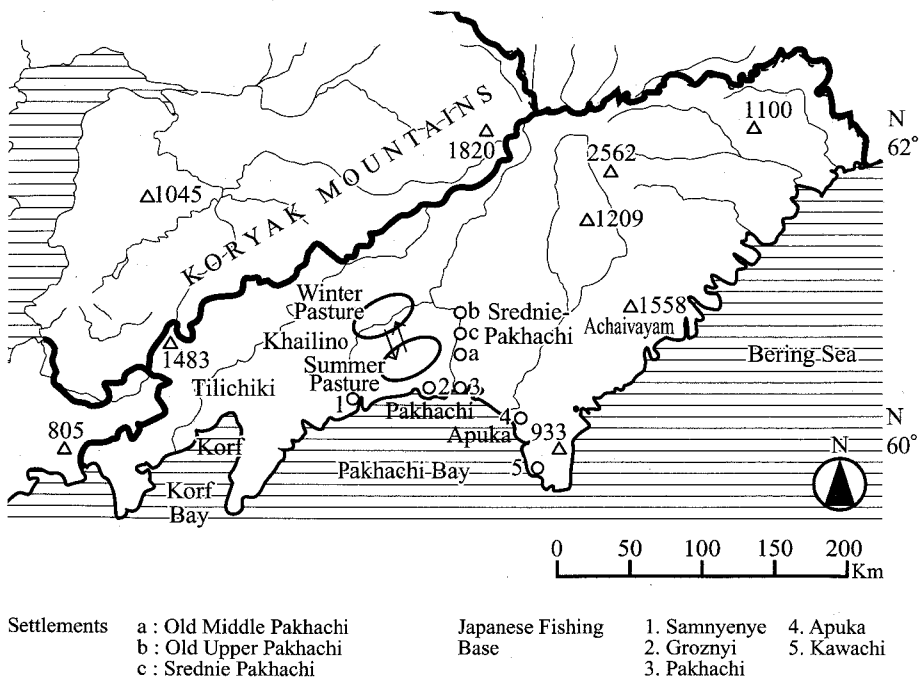 1100
N
62°
1820
2562
1045
KORYAK MOUNTAINS
1209
Winter
Pasture
b
Srednie-
Pakhachi
1558
Achaivayam
Khailino
c
a
1483
Summer
Pasture
Bering Sea
Tilichiki
1
2
3
Pakhachi
4
Apuka
933
N
60°
805
Korf
N
Pakhachi-Bay
5
Korf
Bay
0 50 100 150 200
Km
Settlements
a : Old Middle Pakhachi
b : Old Upper Pakhachi
c : Srednie Pakhachi
Japanese Fishing
Base
1. Samnyenye
2. Groznyi
3. Pakhachi
4. Apuka
5. Kawachi